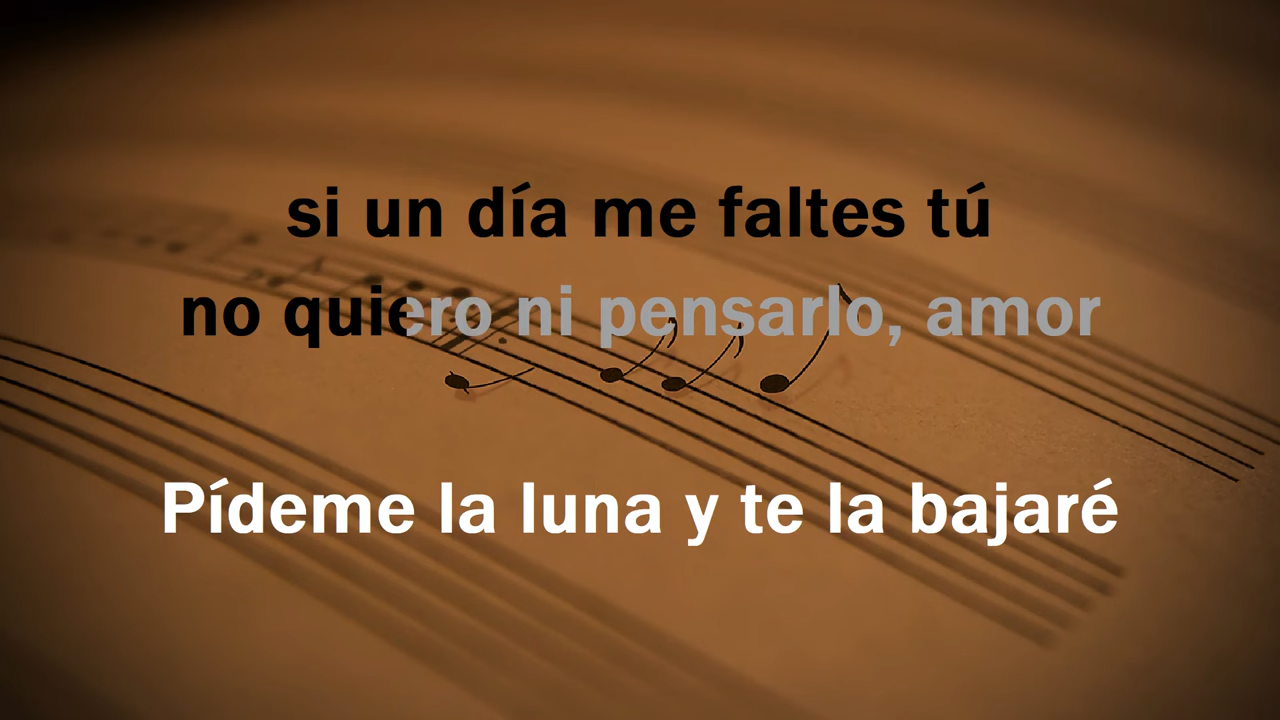 si un día me faltes tú
no quiero ni pensarlo, amor
Pídeme la luna y te la bajaré